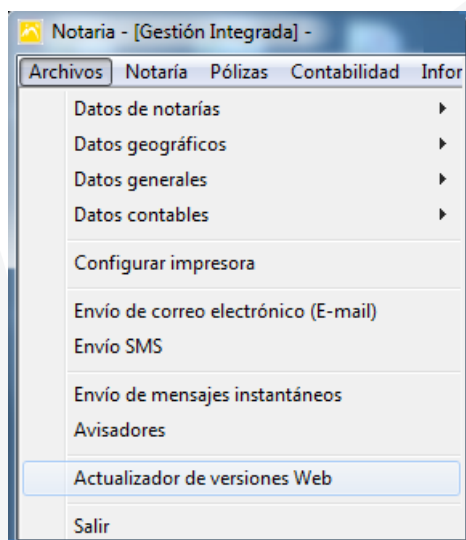 Notaria - [Gestión Integrada] -
Archivos Notaría Pólizas Contabilidad Infor
Datos de notarías
Datos geográficos
Datos generales
Datos contables
Configurar impresora
Envío de correo electrónico (E-mail)
Envío SMS
Envío de mensajes instantáneos
Avisadores
Actualizador de versiones Web
Salir